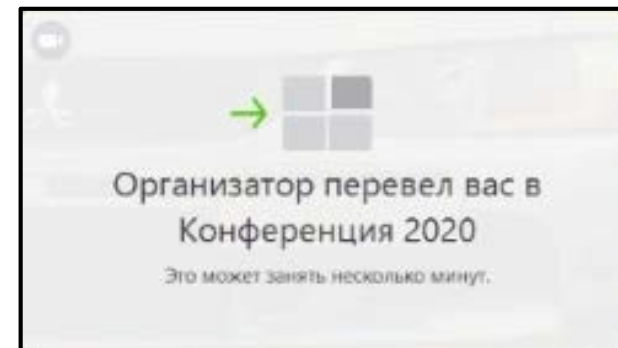 Организатор перевел вас в
Конференция 2020
Это может занять несколько минут.